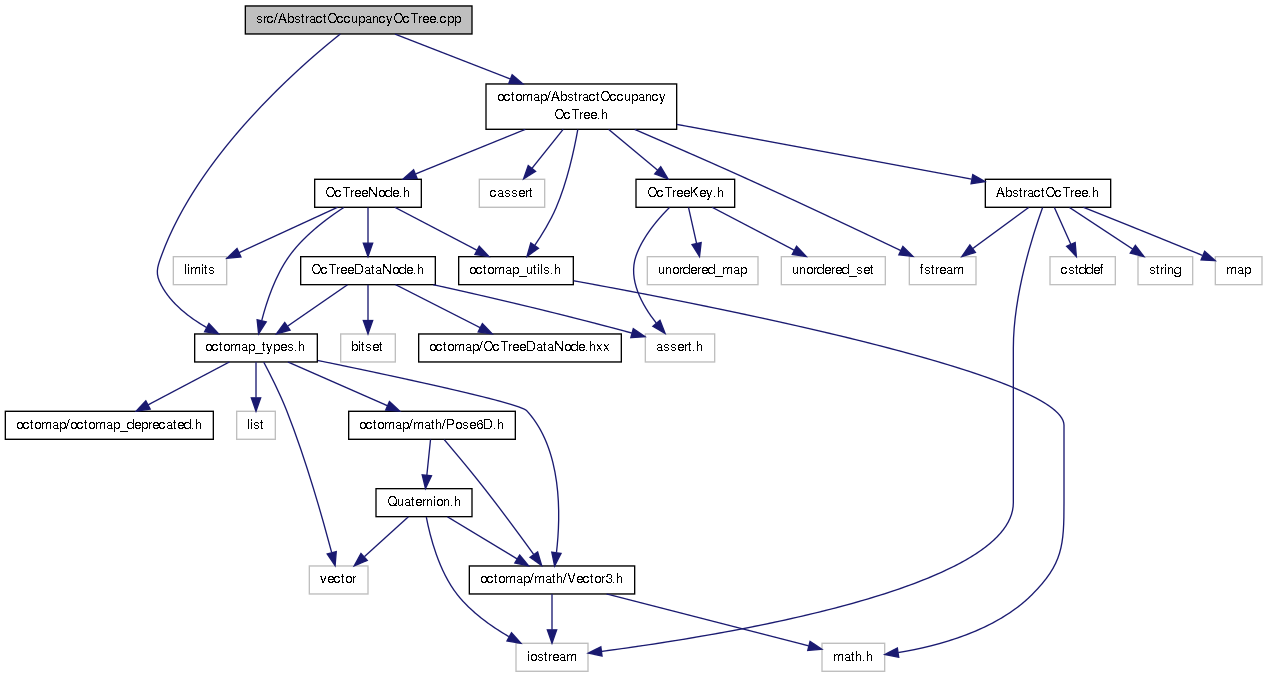 src/AbstractOccupancyOcTree.cpp
octomap/AbstractOccupancy
OcTree.h
OcTreeNode.h
cassert
OcTreeKey.h
AbstractOcTree.h
limits
OcTreeDataNode.h
octomap_utils.h
unordered_map
unordered_set
fstream
cstddef
string
map
octomap_types.h
bitset
octomap/OcTreeDataNode.hxx
assert.h
octomap/octomap_deprecated.h
list
octomap/math/Pose6D.h
Quaternion.h
vector
octomap/math/Vector3.h
iostream
math.h